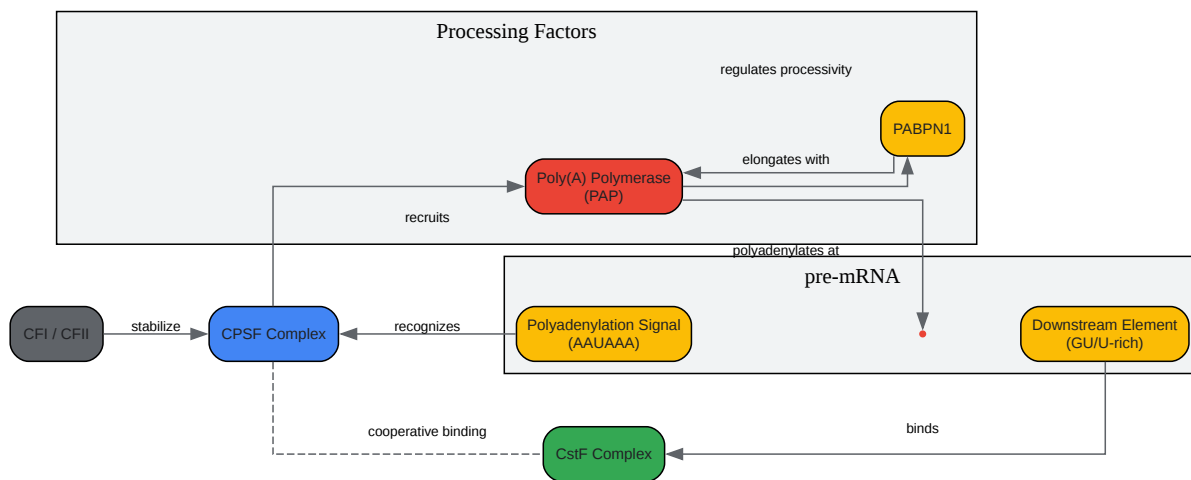 Processing Factors
regulates processivity
PABPN1
elongates with
Poly(A) Polymerase
(PAP)
recruits
polyadenylates at
pre-mRNA
CFI / CFII
stabilize
CPSF Complex
recognizes
Polyadenylation Signal
(AAUAAA)
Downstream Element
(GU/U-rich)
cooperative binding
CstF Complex
binds